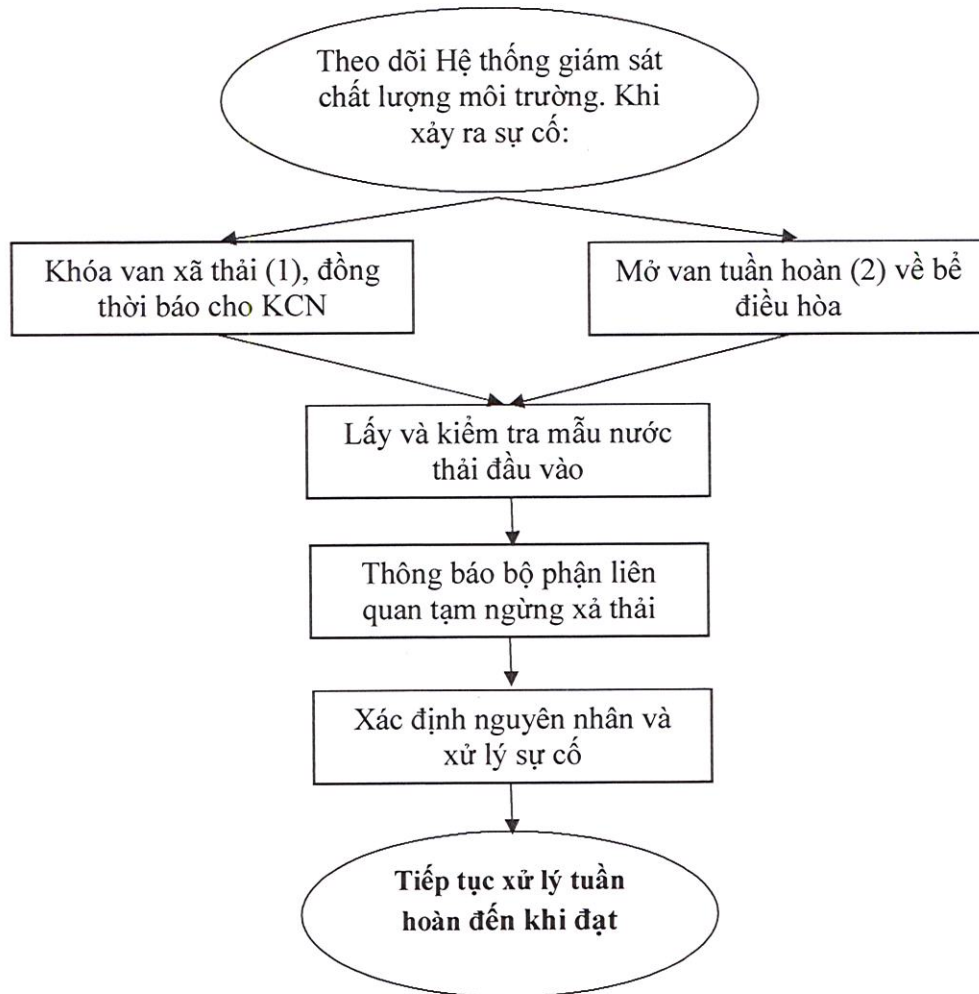 Theo dõi Hệ thống giám sát
chất lượng môi trường. Khi
xảy ra sự cố:
Khóa van xã thải (1), đồng
thời báo cho KCN
Mở van tuần hoàn (2) về bể
điều hòa
Lấy và kiểm tra mẫu nước
thải đầu vào
Thông báo bộ phận liên
quan tạm ngừng xả thải
Xác định nguyên nhân và
xử lý sự cố
Tiếp tục xử lý tuần
hoàn đến khi đạt